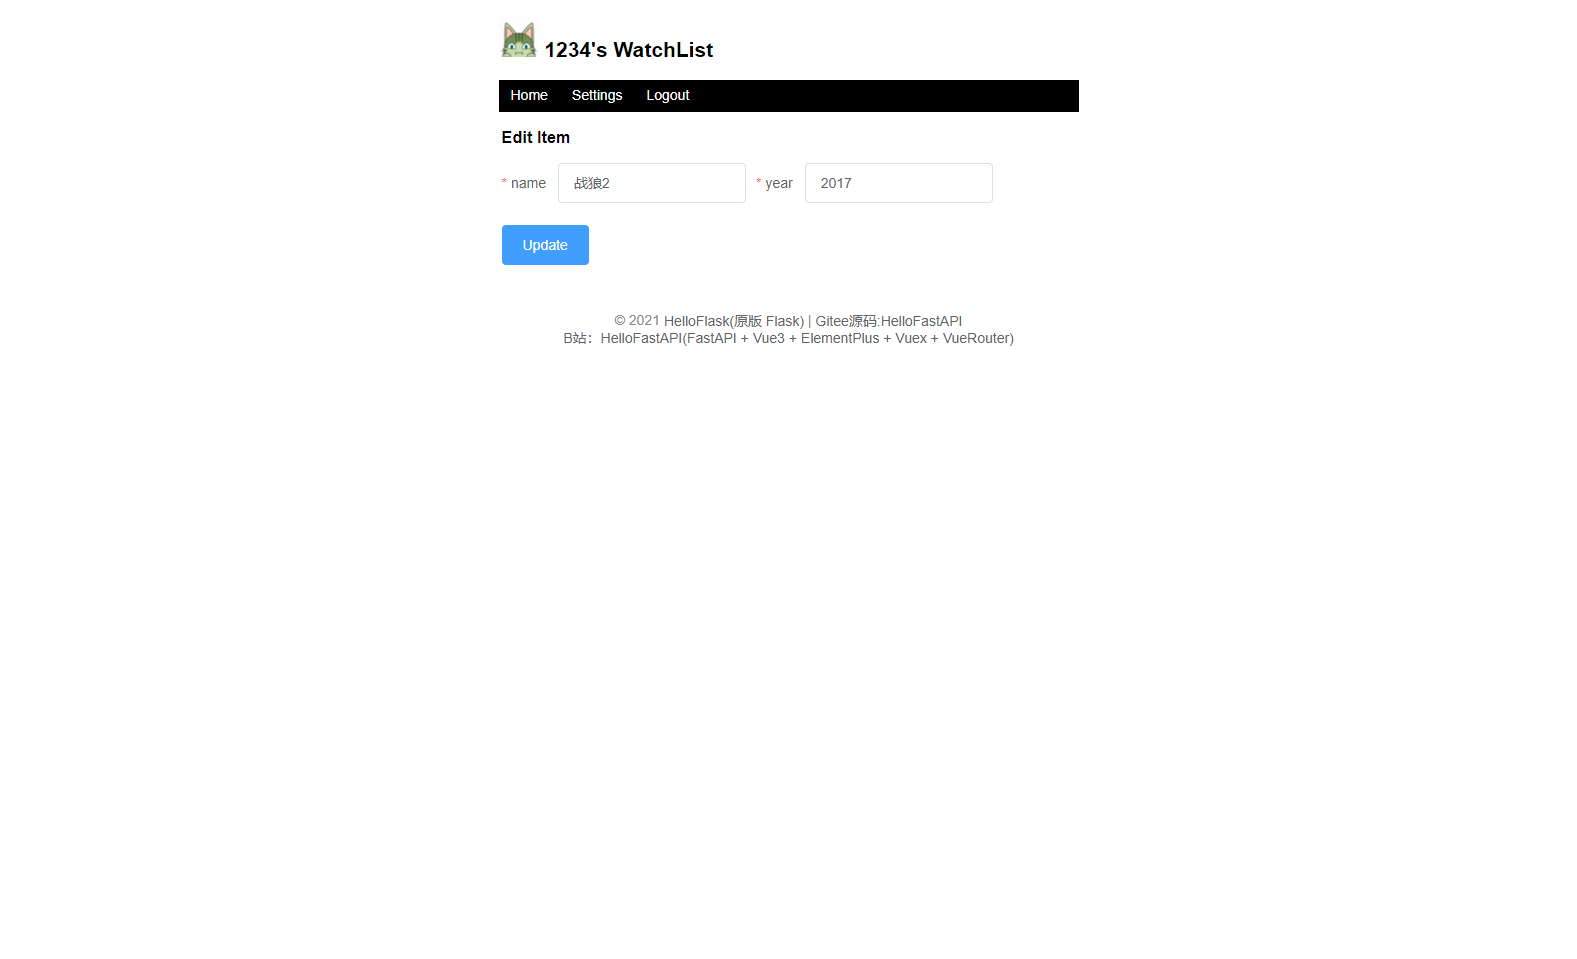 1234's WatchList
Home Settings Logout
Edit Item
* name 战狼2 * year 2017
Update
© 2021 HelloFlask(原版 Flask) | Gitee源码:HelloFastAPI
B站：HelloFastAPI(FastAPI + Vue3 + ElementPlus + Vuex + VueRouter)